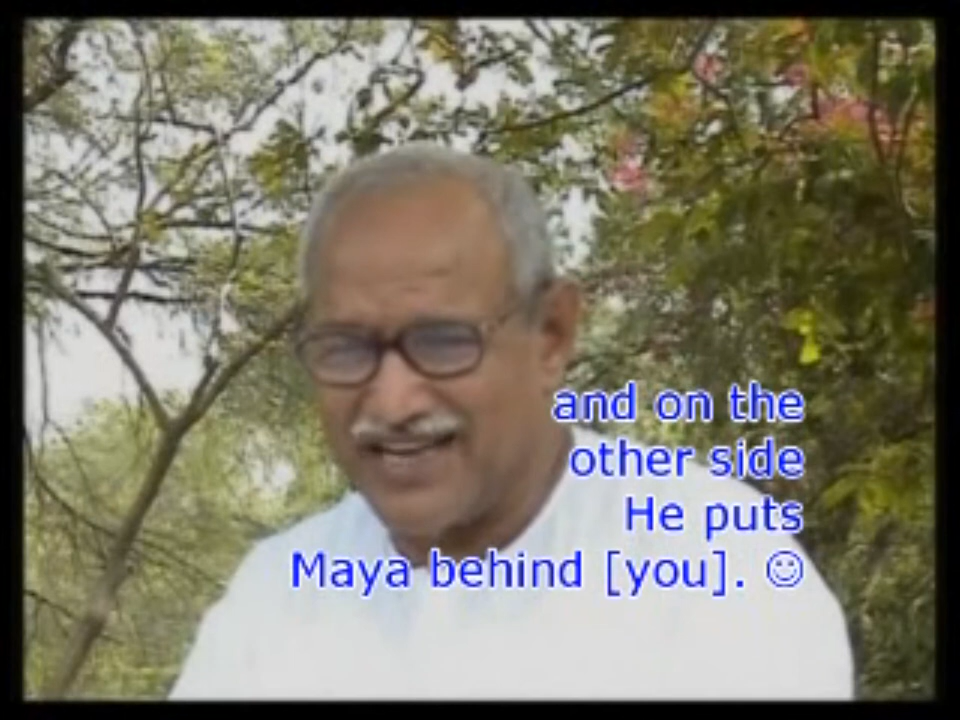 and on the
other side
He puts
Maya behind [you]. ☺